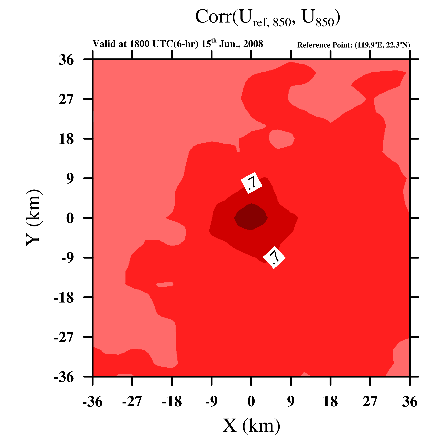 Corr(U_ref, 850, U_850)
Valid at 1800 UTC(6-hr) 15th Jun., 2008 Reference Point: (119.9°E, 22.3°N)
36
27
18
9
0
-9
-18
-27
-36
Y (km)
.7
.7
-36 -27 -18 -9 0 9 18 27 36
X (km)